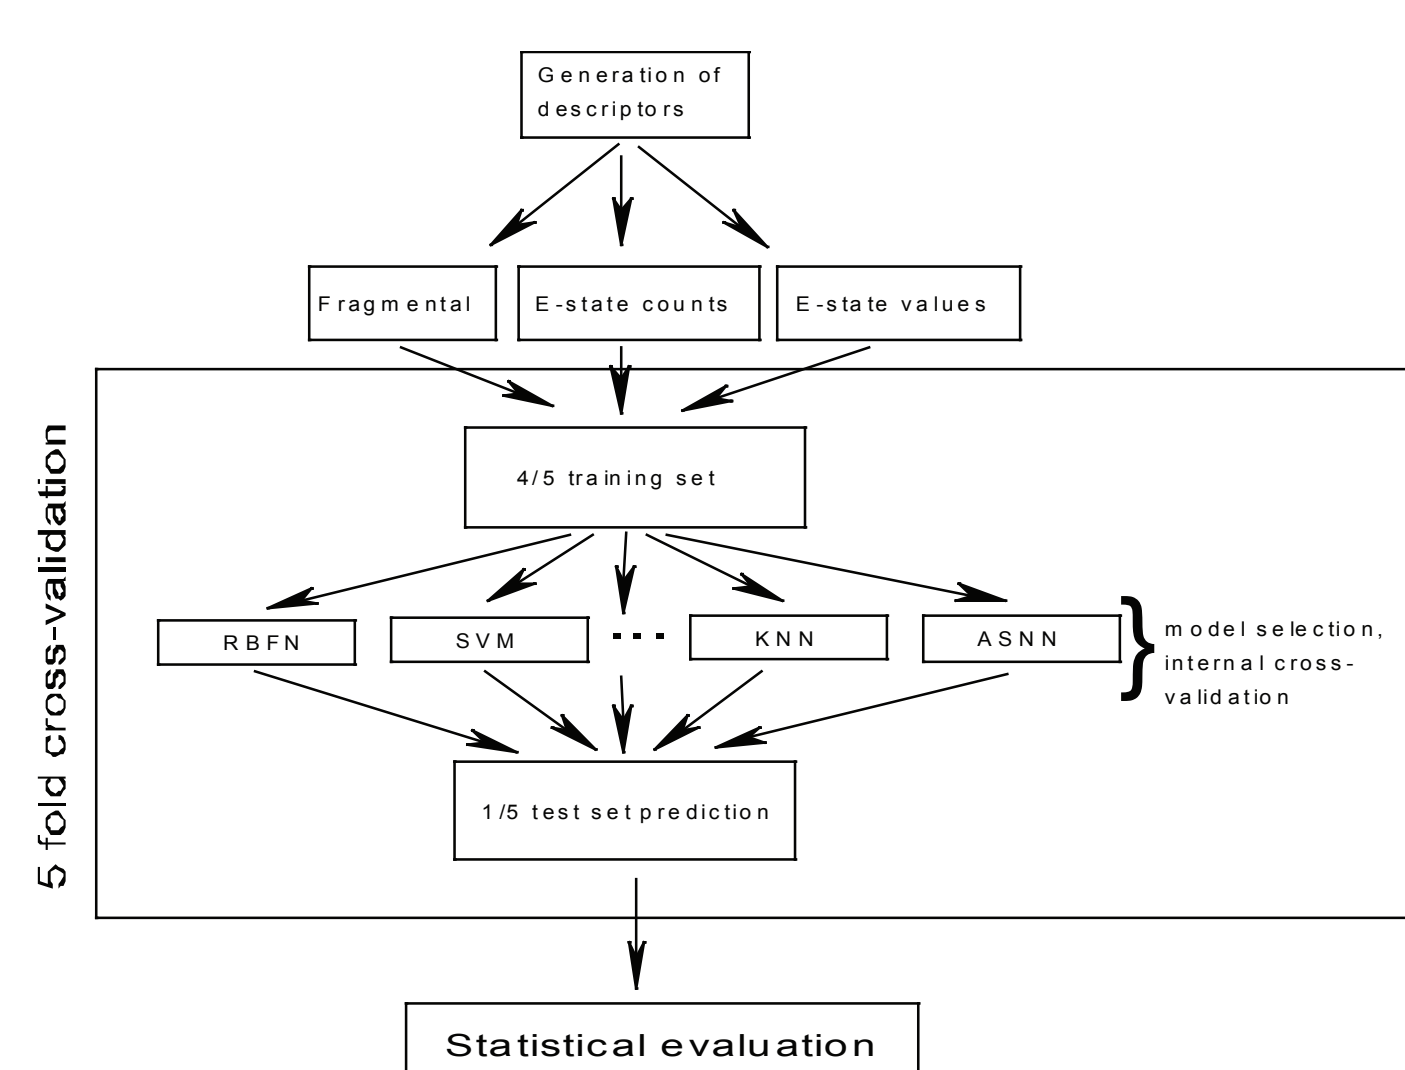 Generation of
descriptors
Fragmental
E-state counts
E-state values
5 fold cross-validation
4/5 training set
RBFN
SVM
...
KNN
ASNN
}
model selection,
internal cross-
validation
1/5 test set prediction
Statistical evaluation